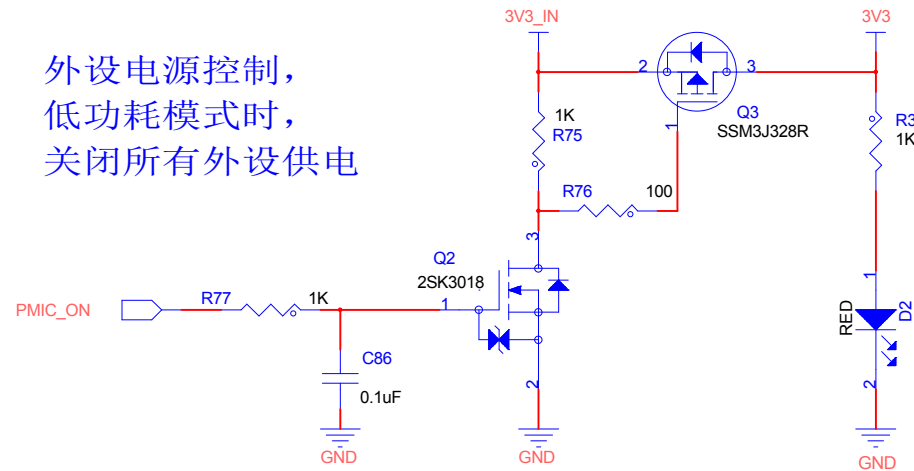 外设电源控制，
低功耗模式时，
关闭所有外设供电
3V3_IN
3V3
2
3
1
Q3
SSM3J328R
1K
R75
R3
1K
R76
100
3
Q2
2SK3018
1
2
PMIC_ON
R77
1K
C86
0.1uF
GND
GND
1
RED
D2
2
GND